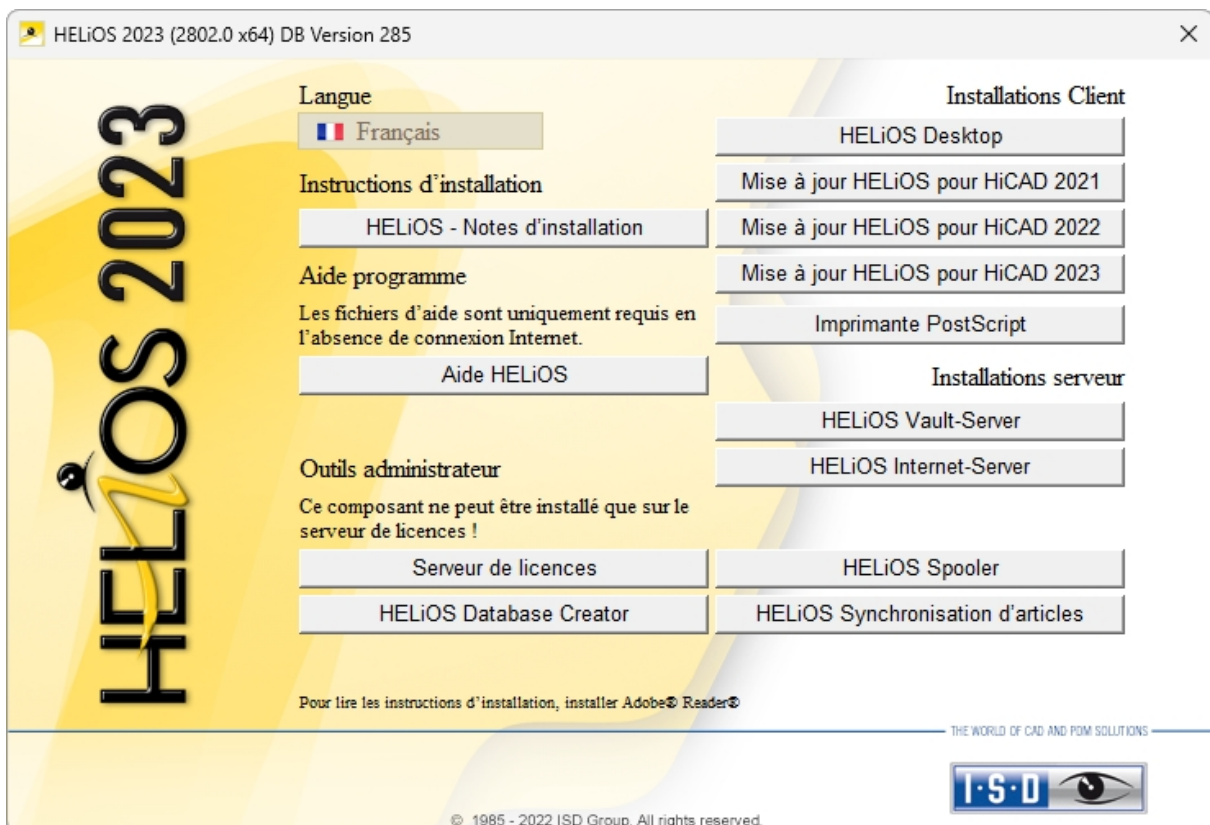 HELiOS 2023 (2802.0 x64) DB Version 285
HELiOS 2023
Langue
Français
Instructions d'installation
HELiOS - Notes d'installation
Aide programme
Les fichiers d'aide sont uniquement requis en
l'absence de connexion Internet.
Aide HELiOS
Outils administrateur
Ce composant ne peut être installé que sur le
serveur de licences !
Serveur de licences
HELiOS Database Creator
Installations Client
HELiOS Desktop
Mise à jour HELiOS pour HiCAD 2021
Mise à jour HELiOS pour HiCAD 2022
Mise à jour HELiOS pour HiCAD 2023
Imprimante PostScript
Installations serveur
HELiOS Vault-Server
HELiOS Internet-Server
HELiOS Spooler
HELiOS Synchronisation d'articles
Pour lire les instructions d'installation, installer Adobe® Reader®
THE WORLD OF CAD AND PDM SOLUTIONS
I·S·D
© 1985 - 2022 ISD Group. All rights reserved.